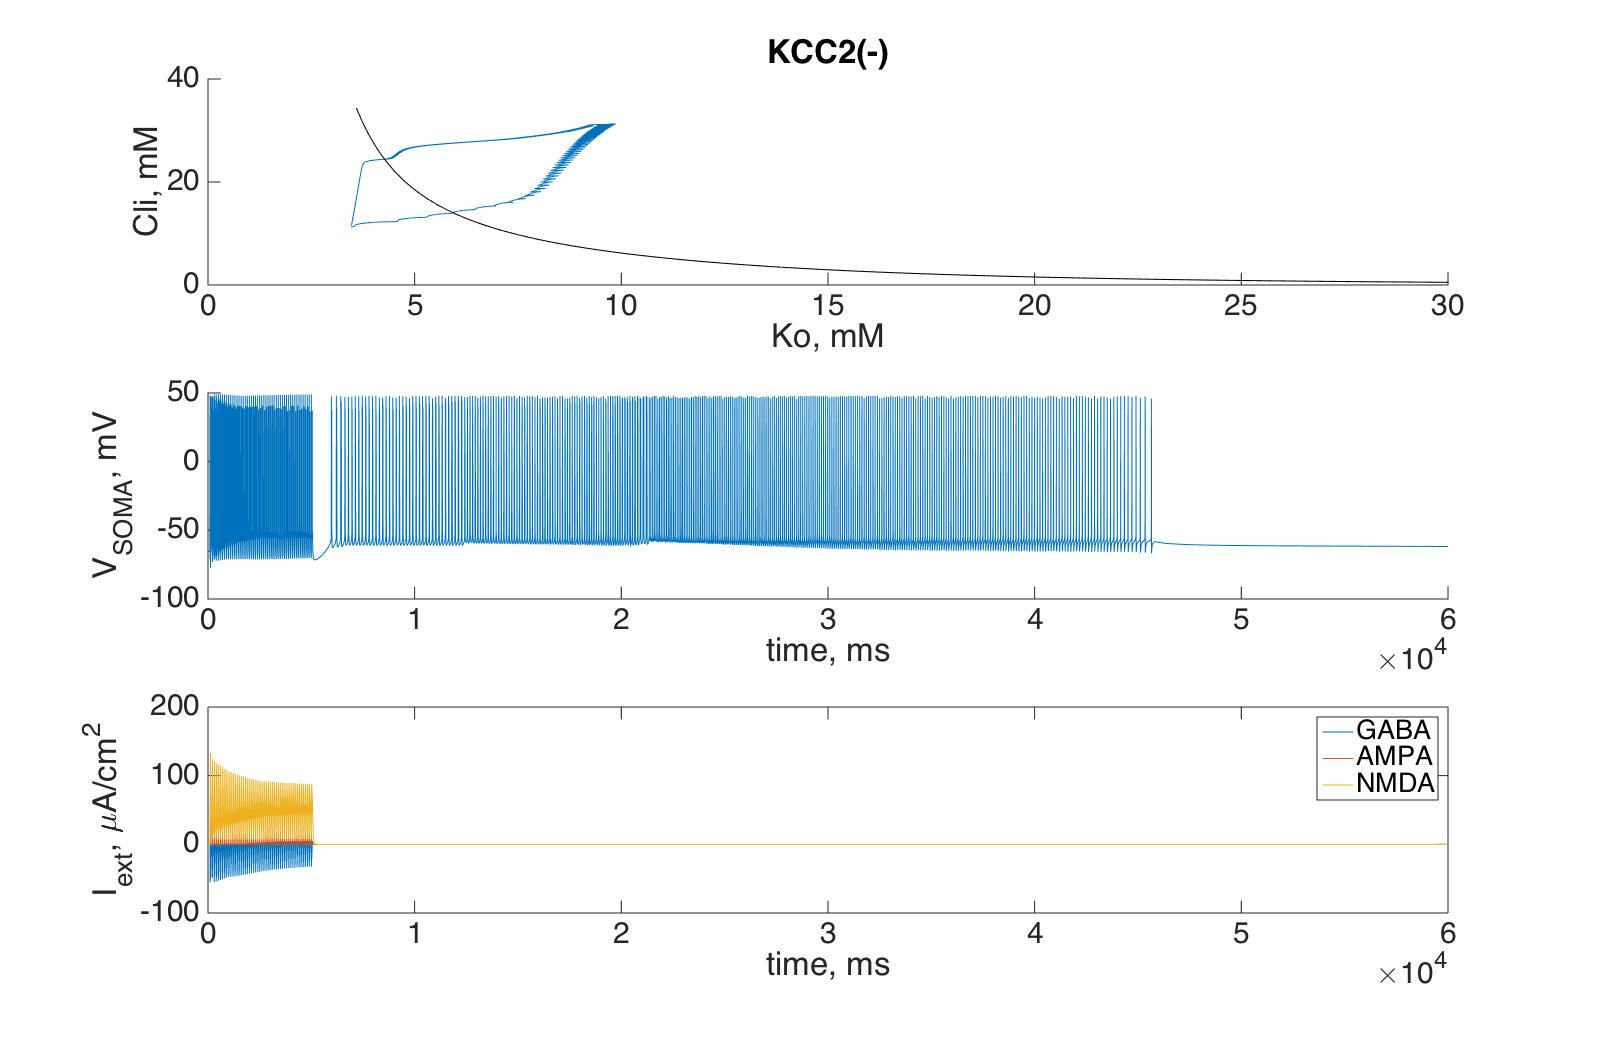 KCC2(-)
40
20
0
Cli, mM
0 5 10 15 20 25 30
Ko, mM
50
0
-50
-100
V_SOMA, mV
0 1 2 3 4 5 6
time, ms
×10^4
200
100
0
-100
I_ext, μA/cm^2
GABA
AMPA
NMDA
0 1 2 3 4 5 6
time, ms
×10^4